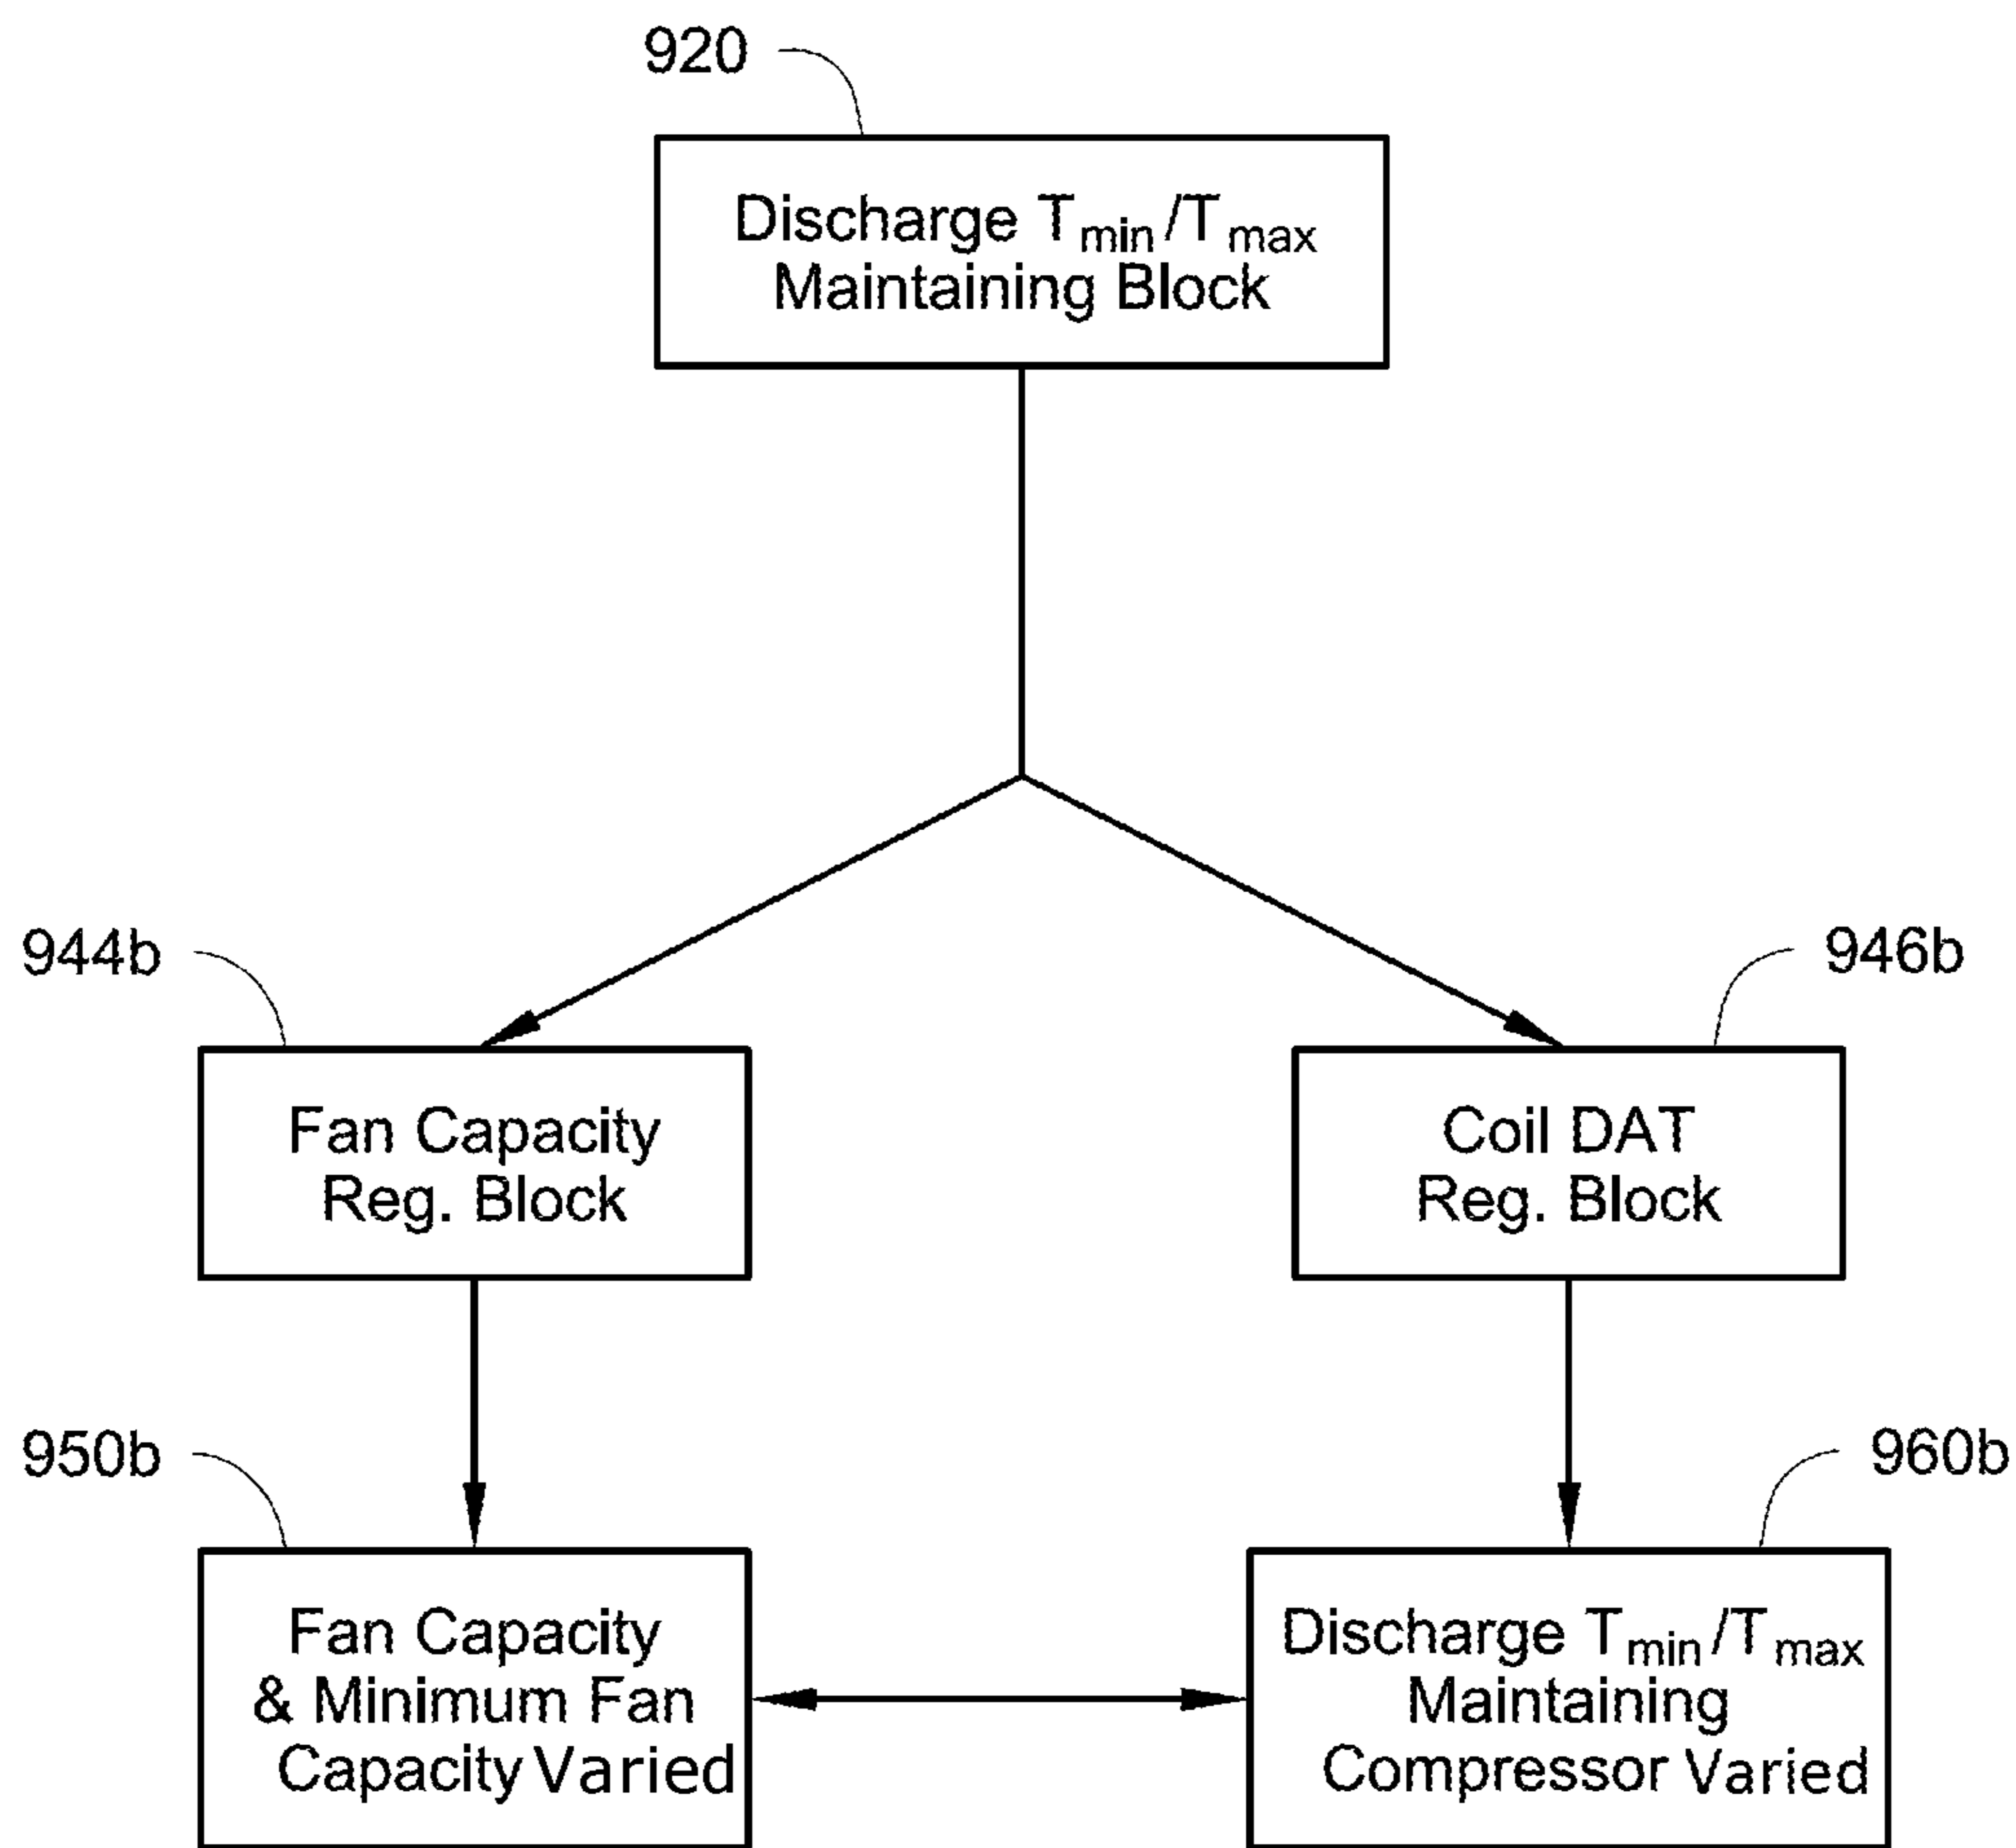 920
Discharge Tmin/Tmax
Maintaining Block
944b
946b
Fan Capacity
Reg. Block
Coil DAT
Reg. Block
950b
960b
Fan Capacity
& Minimum Fan
Capacity Varied
Discharge Tmin/Tmax
Maintaining
Compressor Varied